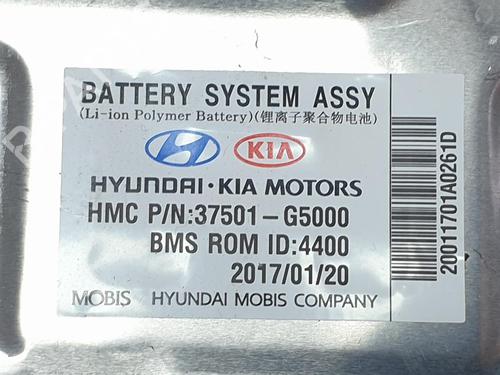 BATTERY SYSTEM ASSY
(Li-ion Polymer Battery)(锂离子聚合物电池)
KIA
HYUNDAI·KIA MOTORS
HMC P/N:37501-G5000
BMS ROM ID:4400
2017/01/20
MOBIS HYUNDAI MOBIS COMPANY
20011701A0261D